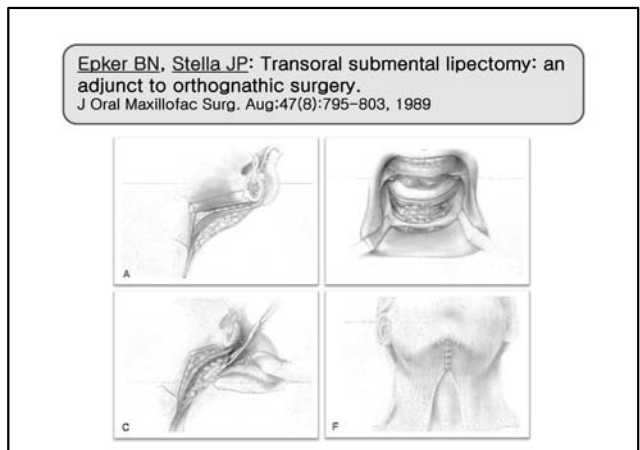 Epker BN, Stella JP: Transoral submental lipectomy: an
adjunct to orthognathic surgery.
J Oral Maxillofac Surg. Aug;47(8):795-803, 1989
A
C
F